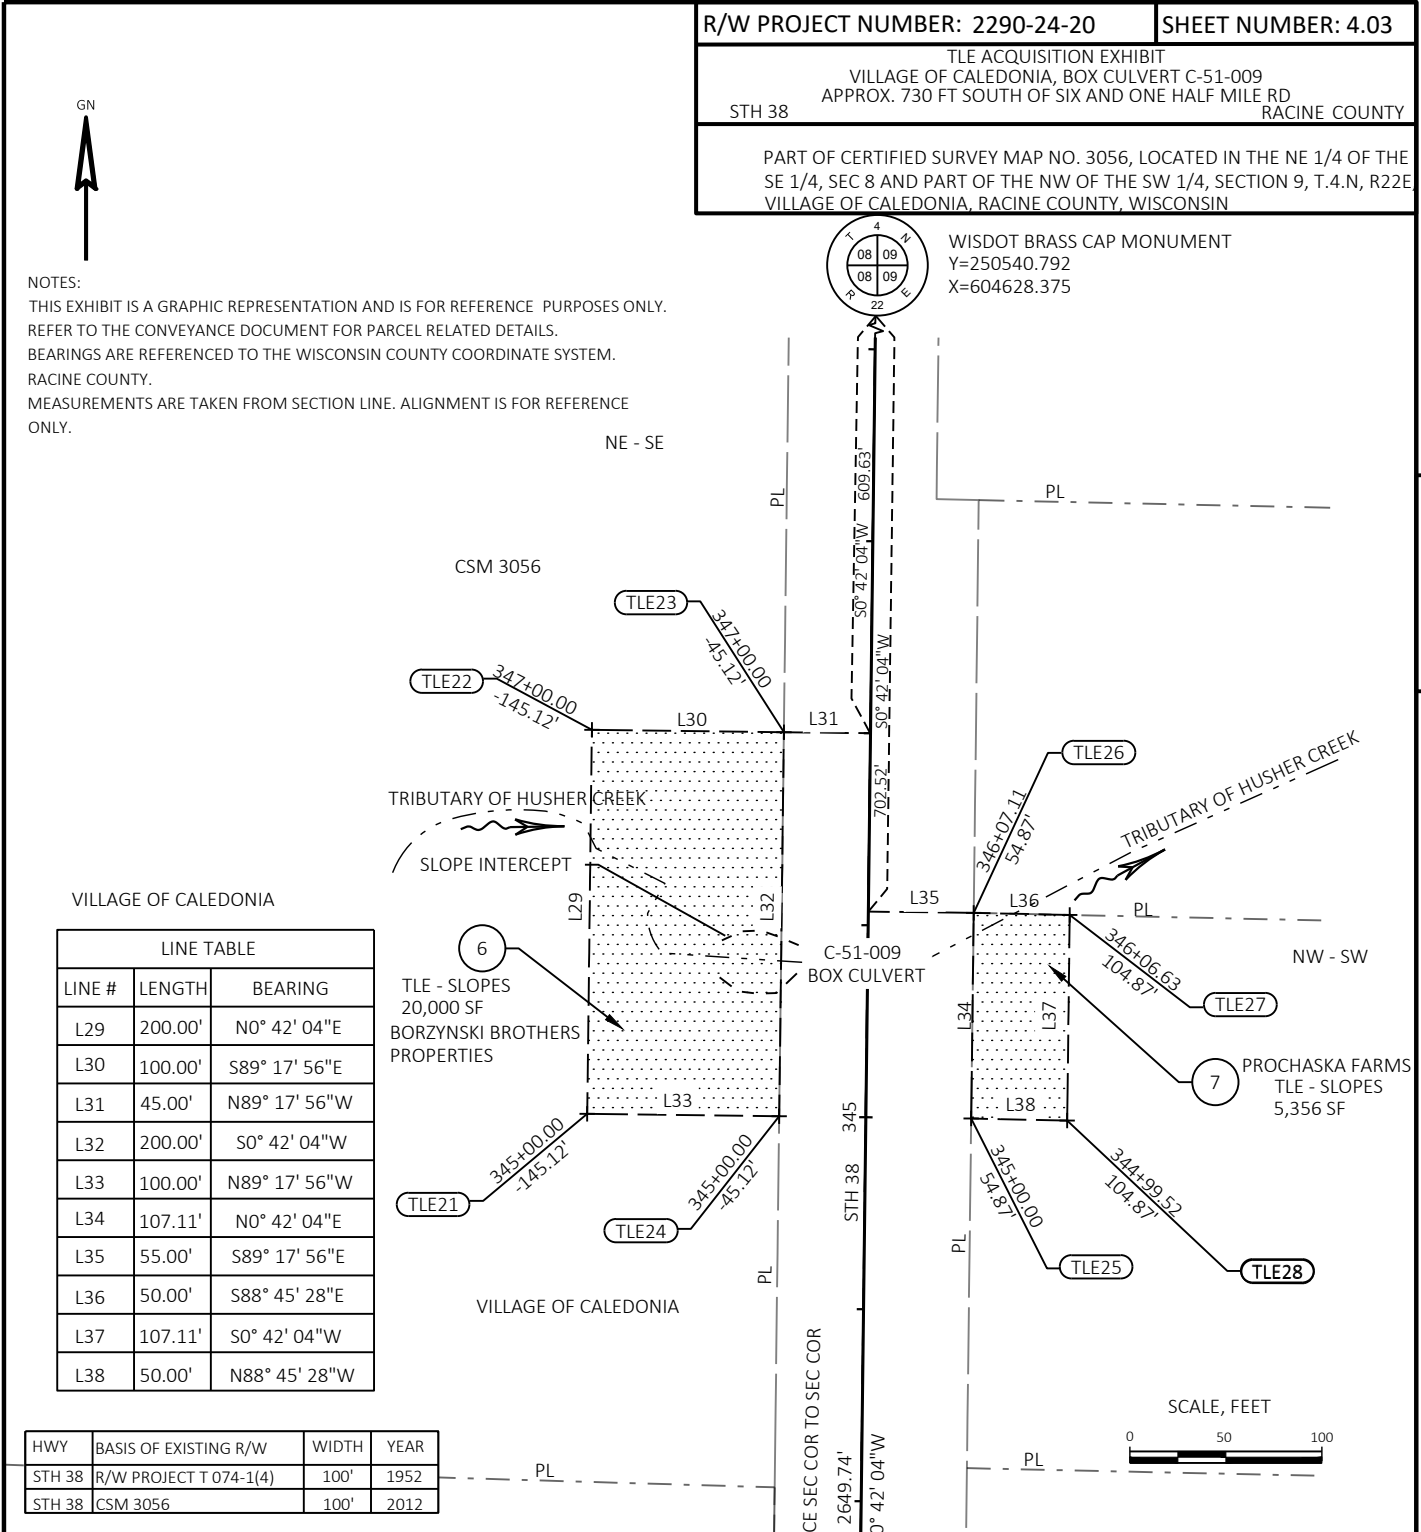 R/W PROJECT NUMBER: 2290-24-20
SHEET NUMBER: 4.03
TLE ACQUISITION EXHIBIT
VILLAGE OF CALEDONIA, BOX CULVERT C-51-009
APPROX. 730 FT SOUTH OF SIX AND ONE HALF MILE RD
STH 38
RACINE COUNTY
PART OF CERTIFIED SURVEY MAP NO. 3056, LOCATED IN THE NE 1/4 OF THE
SE 1/4, SEC 8 AND PART OF THE NW OF THE SW 1/4, SECTION 9, T.4.N, R22E,
VILLAGE OF CALEDONIA, RACINE COUNTY, WISCONSIN
GN
T 4 N
08 09
08 09
R 22 E
WISDOT BRASS CAP MONUMENT
Y=250540.792
X=604628.375
NOTES:
THIS EXHIBIT IS A GRAPHIC REPRESENTATION AND IS FOR REFERENCE PURPOSES ONLY.
REFER TO THE CONVEYANCE DOCUMENT FOR PARCEL RELATED DETAILS.
BEARINGS ARE REFERENCED TO THE WISCONSIN COUNTY COORDINATE SYSTEM.
RACINE COUNTY.
MEASUREMENTS ARE TAKEN FROM SECTION LINE. ALIGNMENT IS FOR REFERENCE
ONLY.
NE - SE
PL
S0° 42' 04"W 609.63'
PL
CSM 3056
TLE23
347+00.00
-45.12'
TLE22
347+00.00
-145.12'
L30
L31
S0° 42' 04"W
702.52'
TLE26
346+07.11
54.87'
TRIBUTARY OF HUSHER CREEK
TRIBUTARY OF HUSHER CREEK
SLOPE INTERCEPT
L29
L32
L35
L36
PL
6
TLE - SLOPES
20,000 SF
BORZYNSKI BROTHERS
PROPERTIES
C-51-009
BOX CULVERT
346+06.63
104.87'
NW - SW
TLE27
L34
L37
7
PROCHASKA FARMS
TLE - SLOPES
5,356 SF
L33
L38
345
STH 38
345+00.00
-145.12'
TLE21
345+00.00
-45.12'
TLE24
345+00.00
54.87'
TLE25
344+99.52
104.87'
TLE28
PL
PL
VILLAGE OF CALEDONIA
VILLAGE OF CALEDONIA
LINE TABLE
LINE # LENGTH BEARING
L29 200.00' N0° 42' 04"E
L30 100.00' S89° 17' 56"E
L31 45.00' N89° 17' 56"W
L32 200.00' S0° 42' 04"W
L33 100.00' N89° 17' 56"W
L34 107.11' N0° 42' 04"E
L35 55.00' S89° 17' 56"E
L36 50.00' S88° 45' 28"E
L37 107.11' S0° 42' 04"W
L38 50.00' N88° 45' 28"W
CE SEC COR TO SEC COR
2649.74'
0° 42' 04"W
SCALE, FEET
0 50 100
HWY BASIS OF EXISTING R/W WIDTH YEAR
STH 38 R/W PROJECT T 074-1(4) 100' 1952
STH 38 CSM 3056 100' 2012
PL
PL